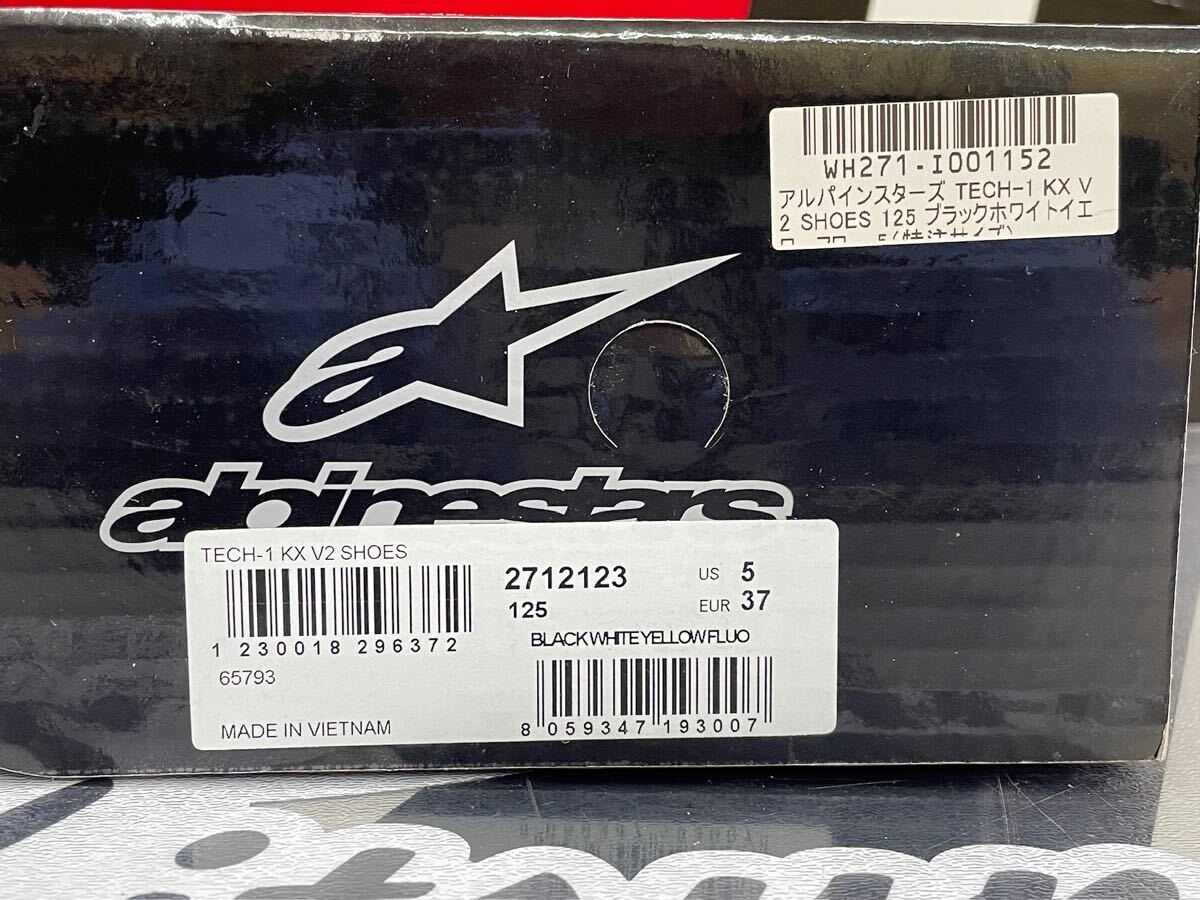 WH271-I001152
アルパインスターズ TECH-1 KX V
2 SHOES 125 ブラックホワイトイエ
alpinestars
TECH-1 KX V2 SHOES
2712123
US 5
125
EUR 37
BLACK WHITE YELLOW FLUO
1 230018 296372
65793
MADE IN VIETNAM
8 059347 193007